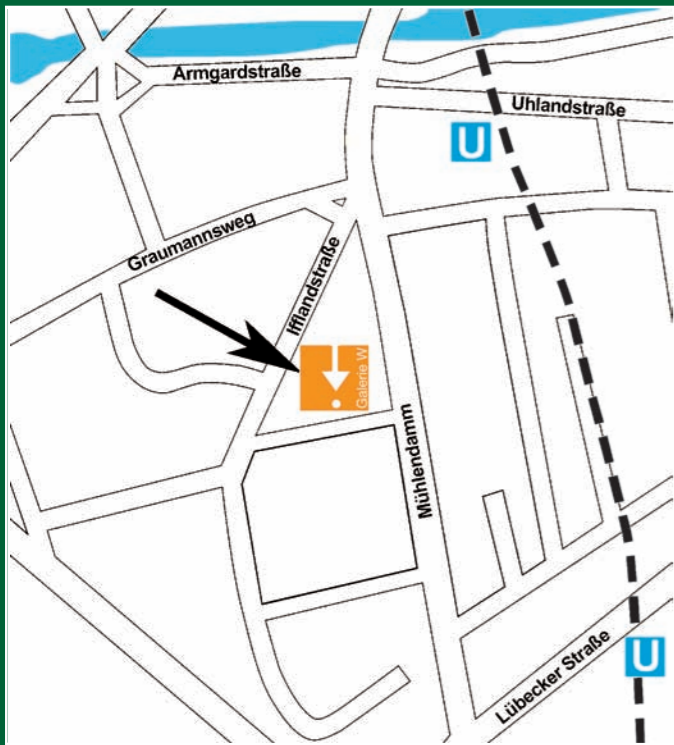 Armgardstraße
Uhlandstraße
U
Graumannsweg
Ifflandstraße
Galerie W
Mühlendamm
Lübecker Straße
U